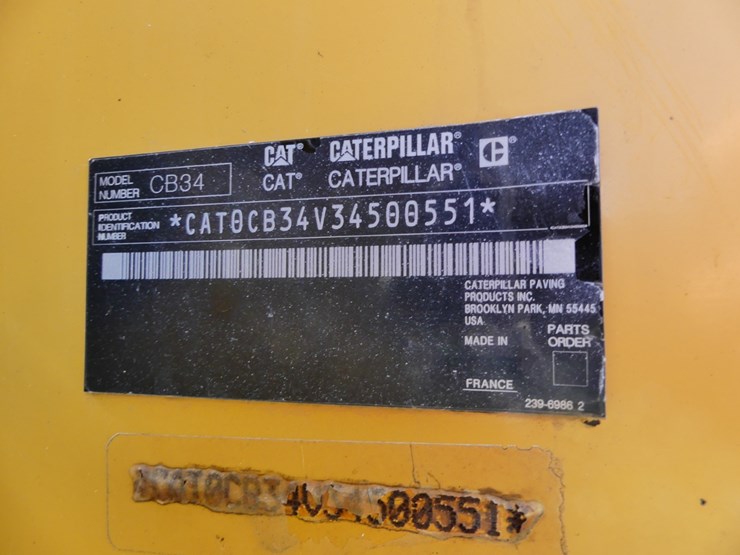 CAT® CATERPILLAR®
MODEL NUMBER CB34
CAT® CATERPILLAR®
PRODUCT IDENTIFICATION NUMBER *CAT0CB34V34500551*
CATERPILLAR PAVING
PRODUCTS INC.
BROOKLYN PARK, MN 55445
USA
PARTS
MADE IN ORDER
FRANCE
239-6986 2
00551*